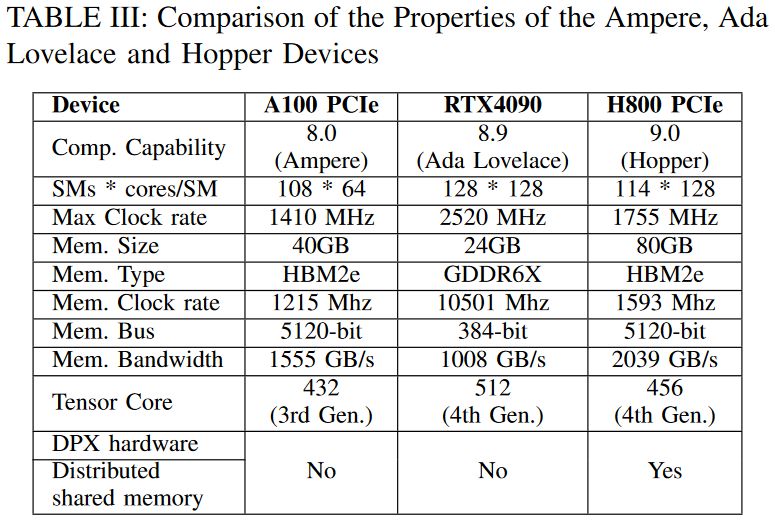 TABLE III: Comparison of the Properties of the Ampere, Ada
Lovelace and Hopper Devices
Device A100 PCIe RTX4090 H800 PCIe
Comp. Capability 8.0 (Ampere) 8.9 (Ada Lovelace) 9.0 (Hopper)
SMs * cores/SM 108 * 64 128 * 128 114 * 128
Max Clock rate 1410 MHz 2520 MHz 1755 MHz
Mem. Size 40GB 24GB 80GB
Mem. Type HBM2e GDDR6X HBM2e
Mem. Clock rate 1215 Mhz 10501 Mhz 1593 Mhz
Mem. Bus 5120-bit 384-bit 5120-bit
Mem. Bandwidth 1555 GB/s 1008 GB/s 2039 GB/s
Tensor Core 432 (3rd Gen.) 512 (4th Gen.) 456 (4th Gen.)
DPX hardware
Distributed shared memory No No Yes